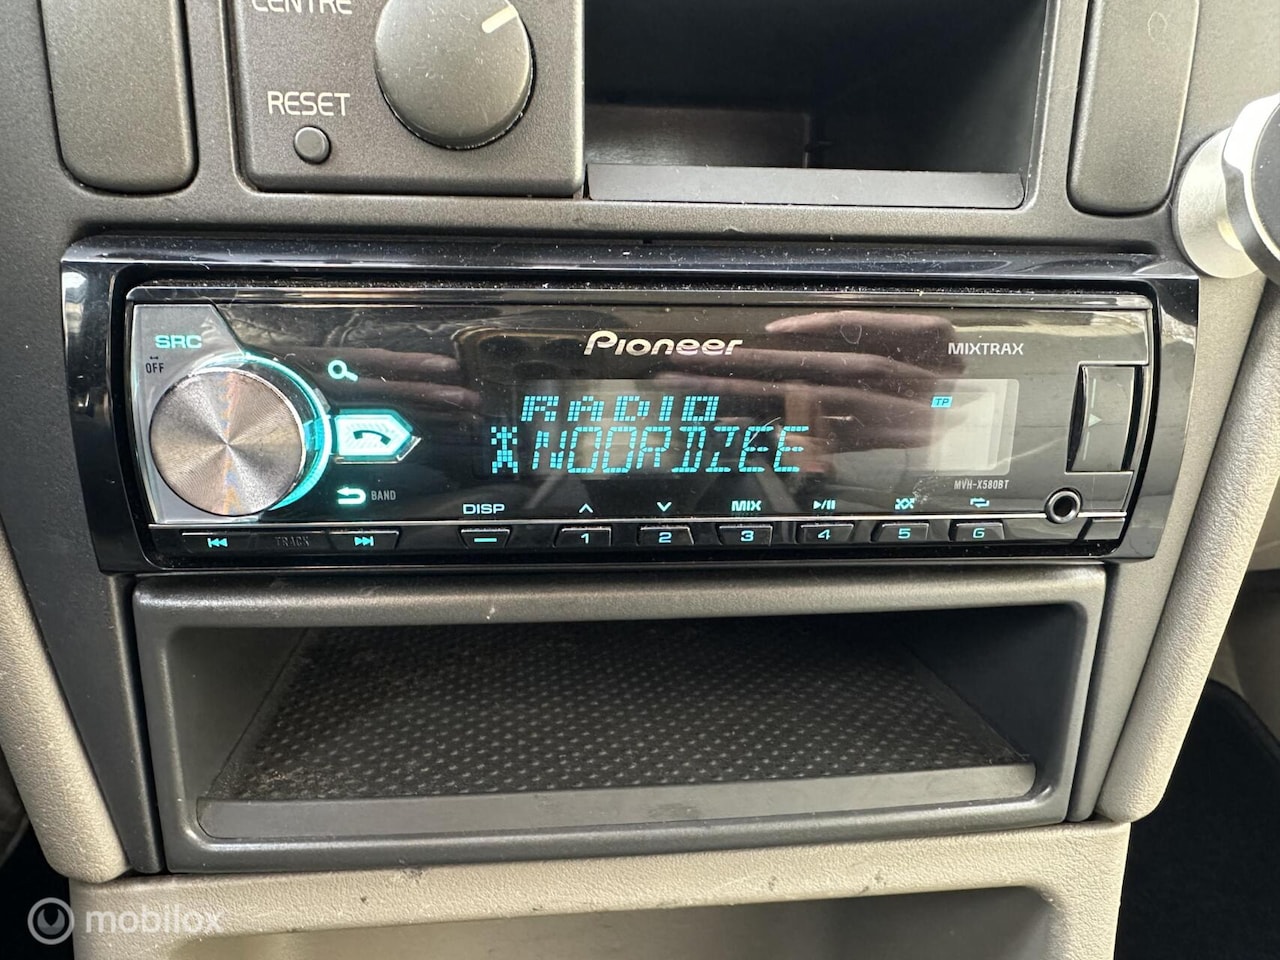 CENTRE
RESET
Pioneer
MIXTRAX
SRC
OFF
RADIO
TP
NOORDZEE
MVH-X580BT
BAND
DISP
MIX
TRACK
1 2 3 4 5 6
mobilox